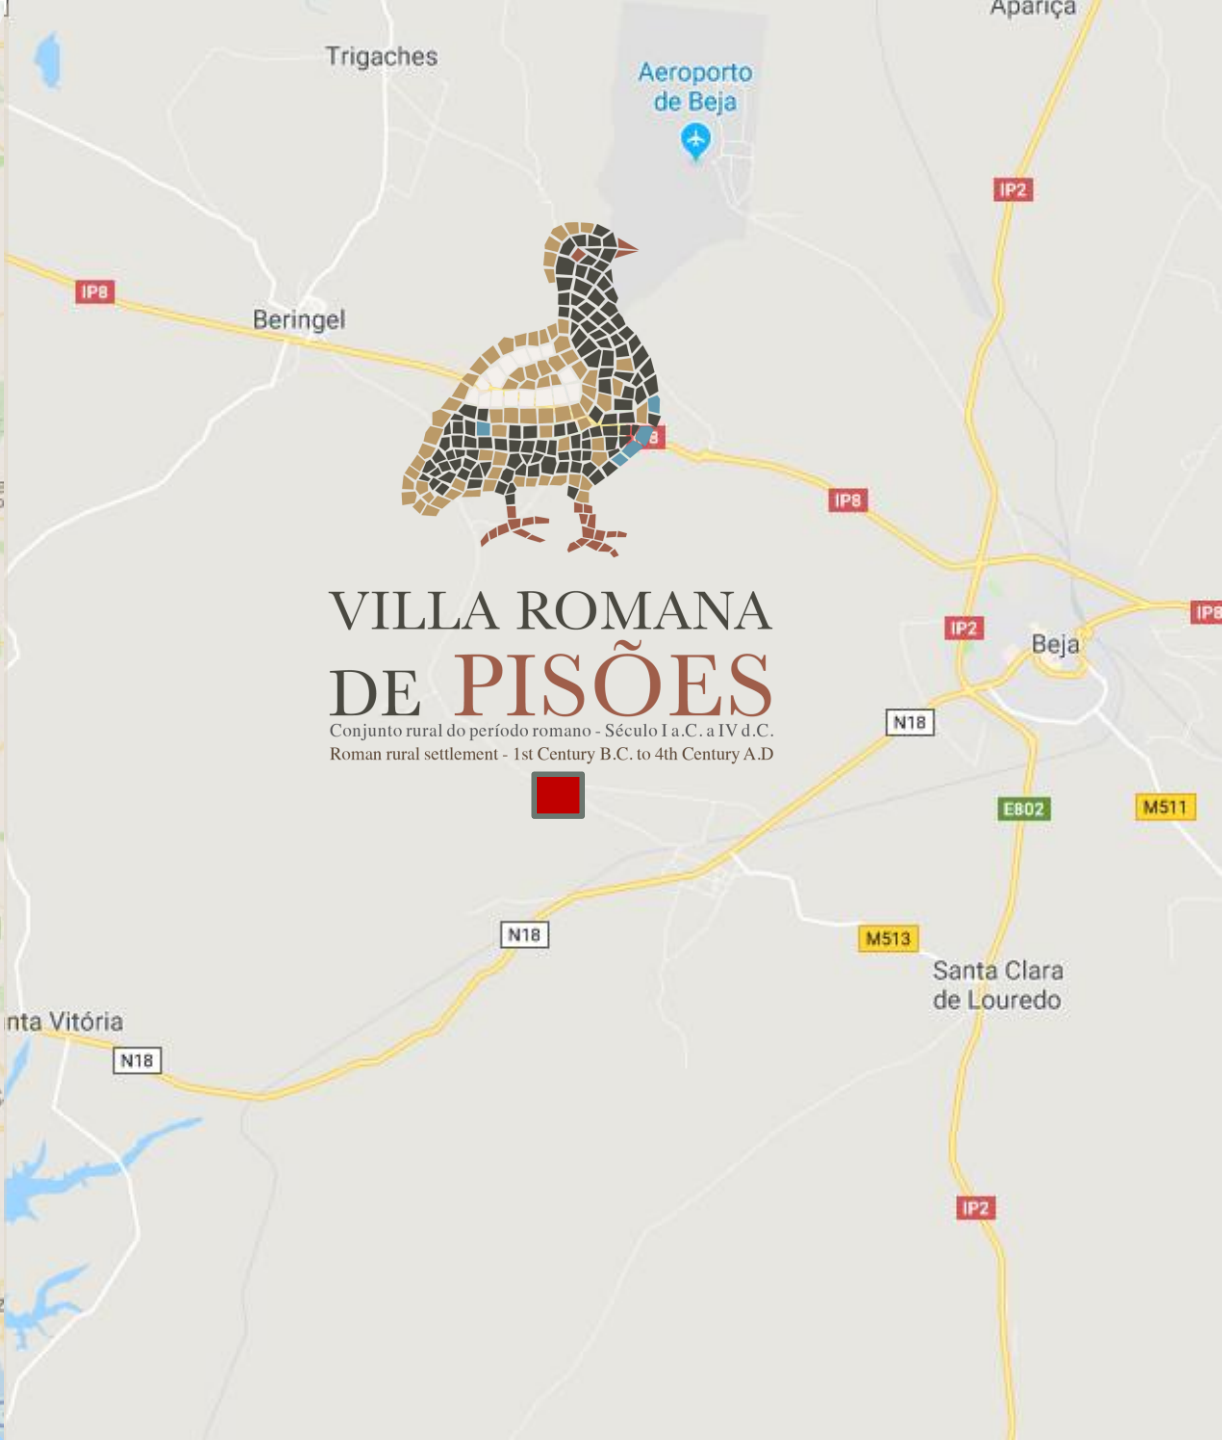 Apariça
Trigaches
Aeroporto
de Beja
IP2
IP8
Beringel
8
IP8
VILLA ROMANA
DE PISÕES
Conjunto rural do período romano - Século I a.C. a IV d.C.
Roman rural settlement - 1st Century B.C. to 4th Century A.D
IP8
IP2
Beja
N18
E802
M511
N18
M513
Santa Clara
de Louredo
nta Vitória
N18
IP2